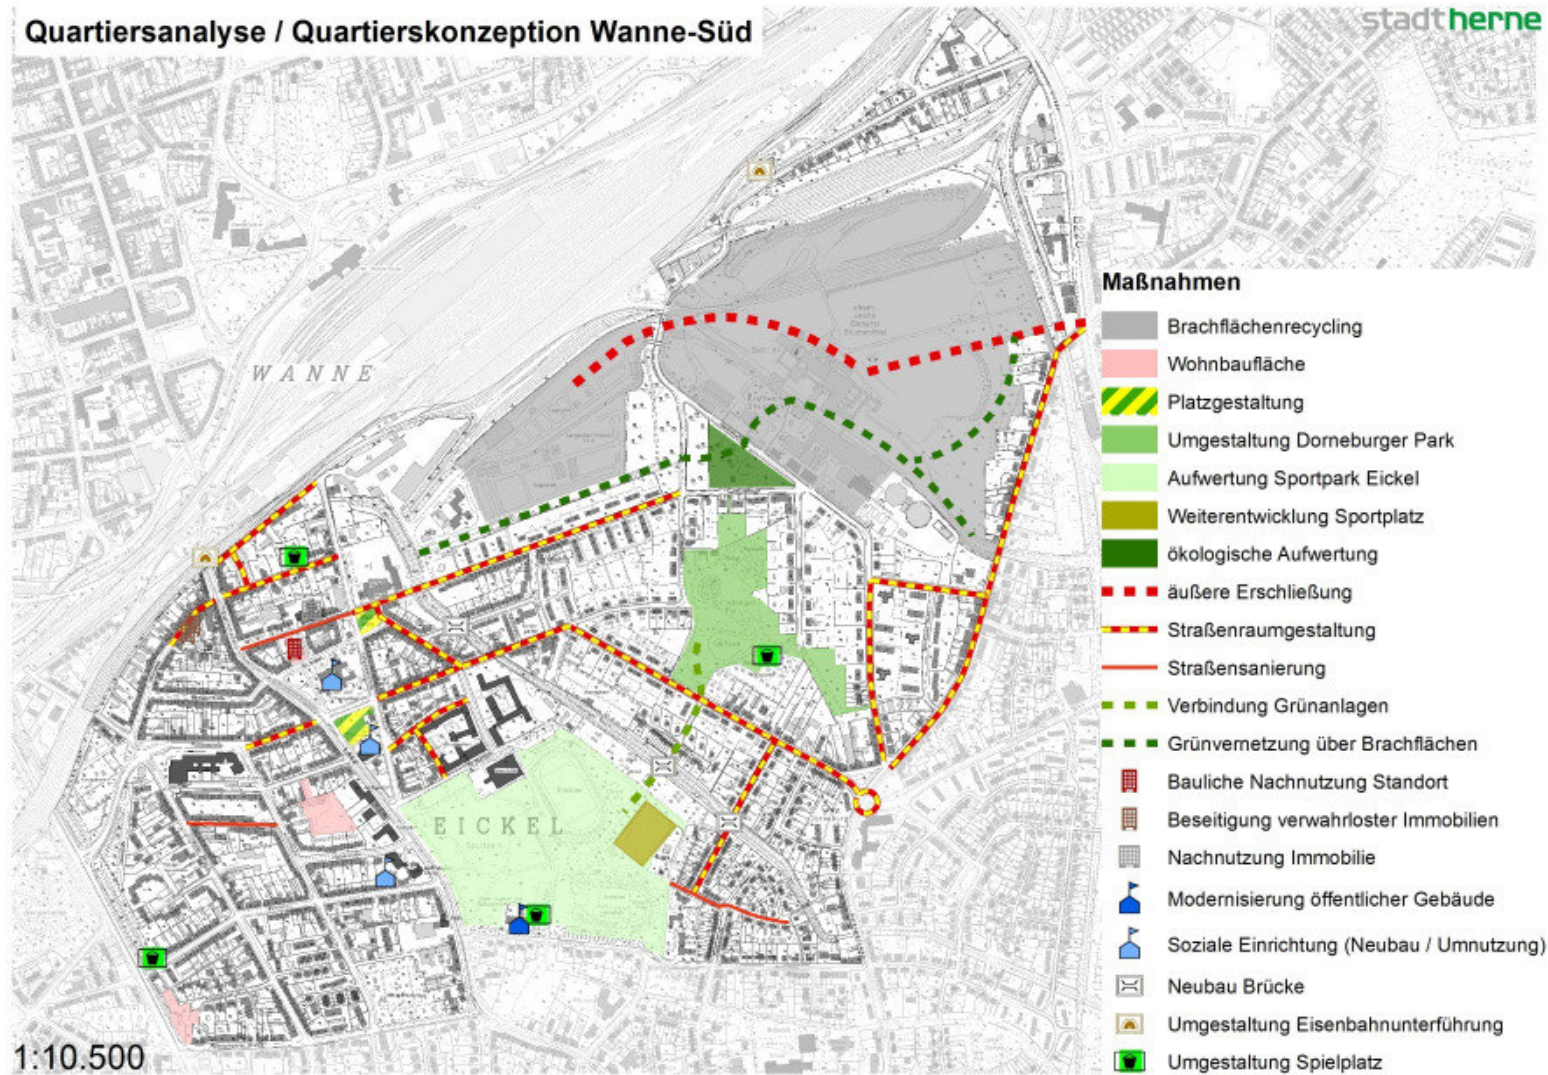 Quartiersanalyse / Quartierskonzeption Wanne-Süd
stadtherne
WANNE
EICKEL
Maßnahmen
Brachflächenrecycling
Wohnbaufläche
Platzgestaltung
Umgestaltung Dorneburger Park
Aufwertung Sportpark Eickel
Weiterentwicklung Sportplatz
ökologische Aufwertung
äußere Erschließung
Straßenraumgestaltung
Straßensanierung
Verbindung Grünanlagen
Grünvernetzung über Brachflächen
Bauliche Nachnutzung Standort
Beseitigung verwahrloster Immobilien
Nachnutzung Immobilie
Modernisierung öffentlicher Gebäude
Soziale Einrichtung (Neubau / Umnutzung)
Neubau Brücke
Umgestaltung Eisenbahnunterführung
Umgestaltung Spielplatz
1:10.500